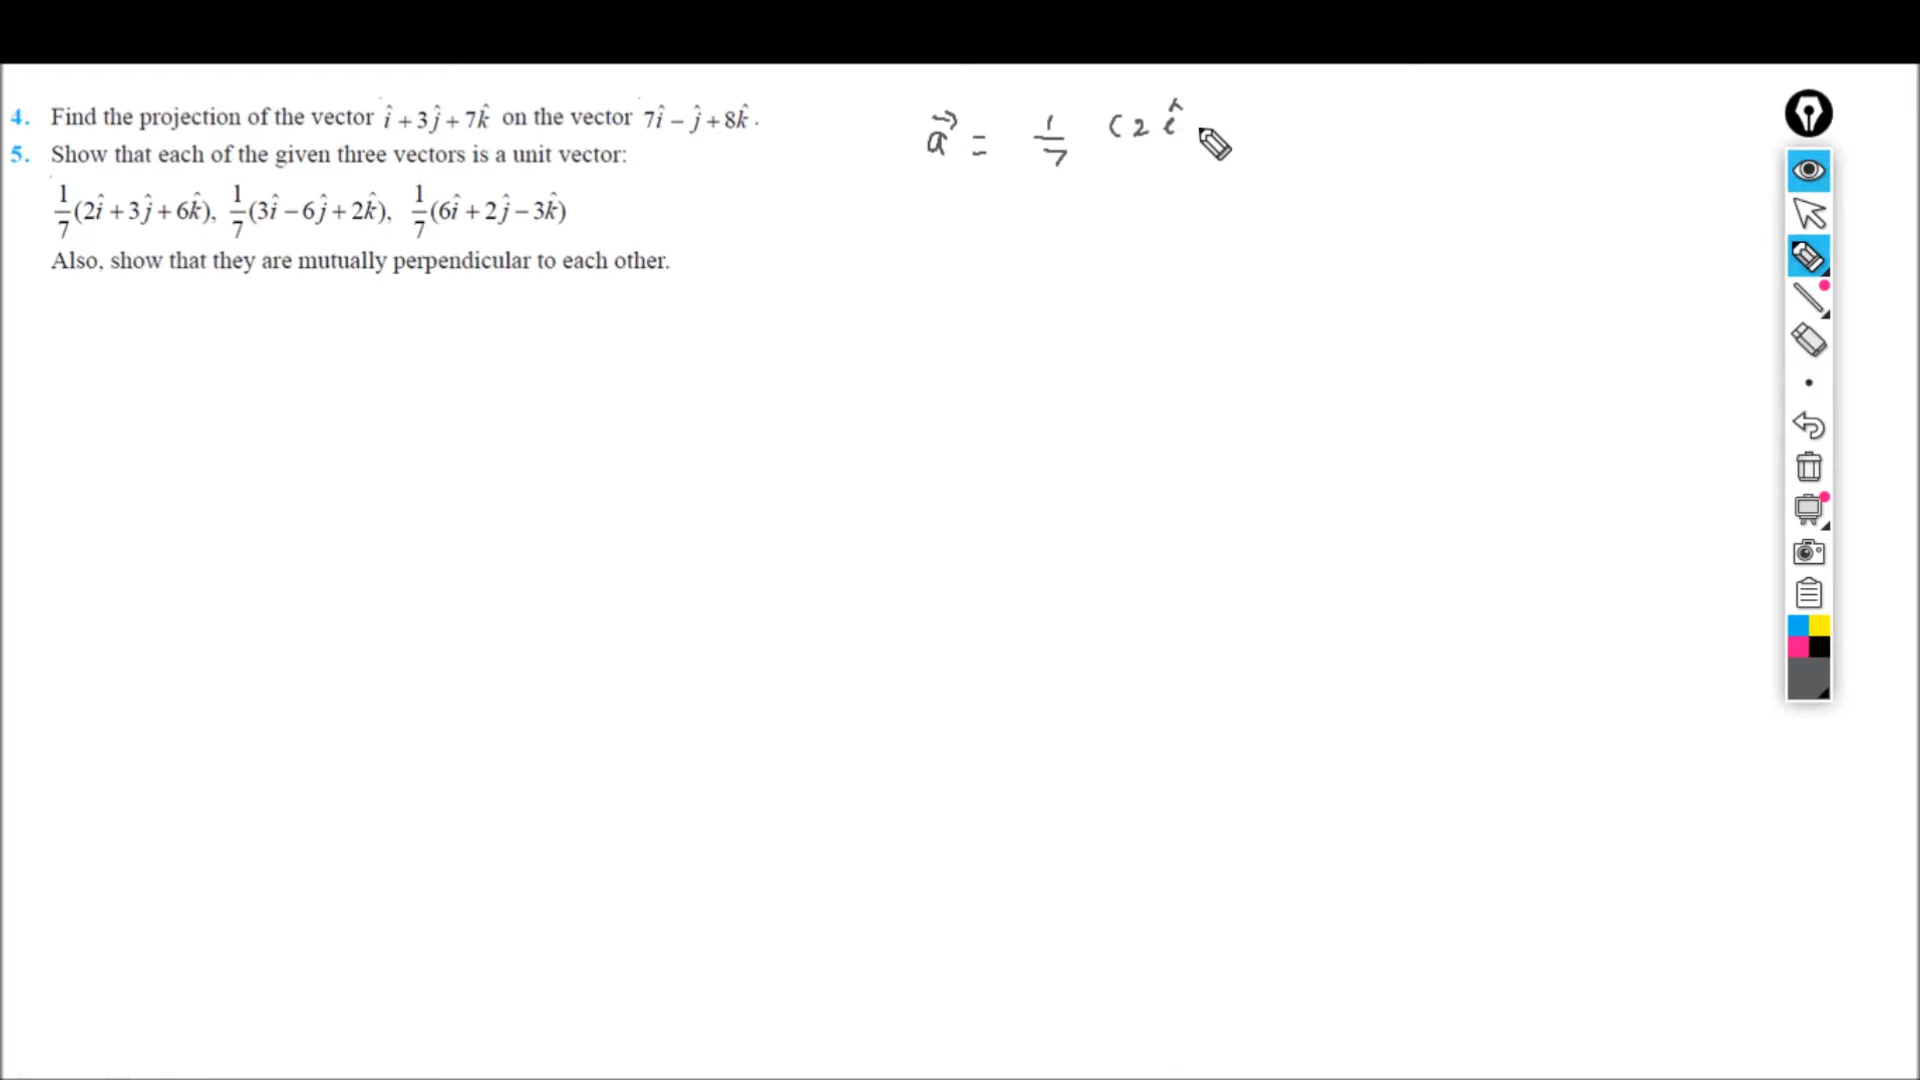 4. Find the projection of the vector î + 3ĵ + 7k̂ on the vector 7î − ĵ + 8k̂ .
5. Show that each of the given three vectors is a unit vector:
1/7(2î + 3ĵ + 6k̂), 1/7(3î − 6ĵ + 2k̂), 1/7(6î + 2ĵ − 3k̂)
Also, show that they are mutually perpendicular to each other.
a⃗ = 1/7 (2 î